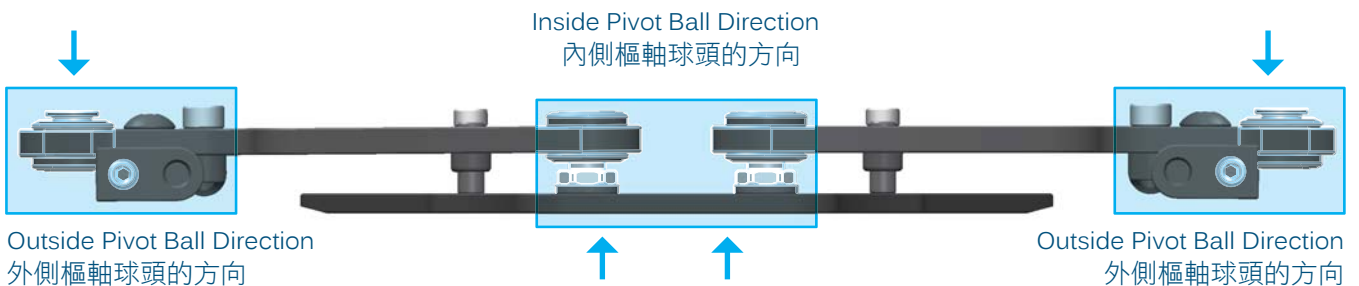 Inside Pivot Ball Direction
內側樞軸球頭的方向
Outside Pivot Ball Direction
外側樞軸球頭的方向
Outside Pivot Ball Direction
外側樞軸球頭的方向